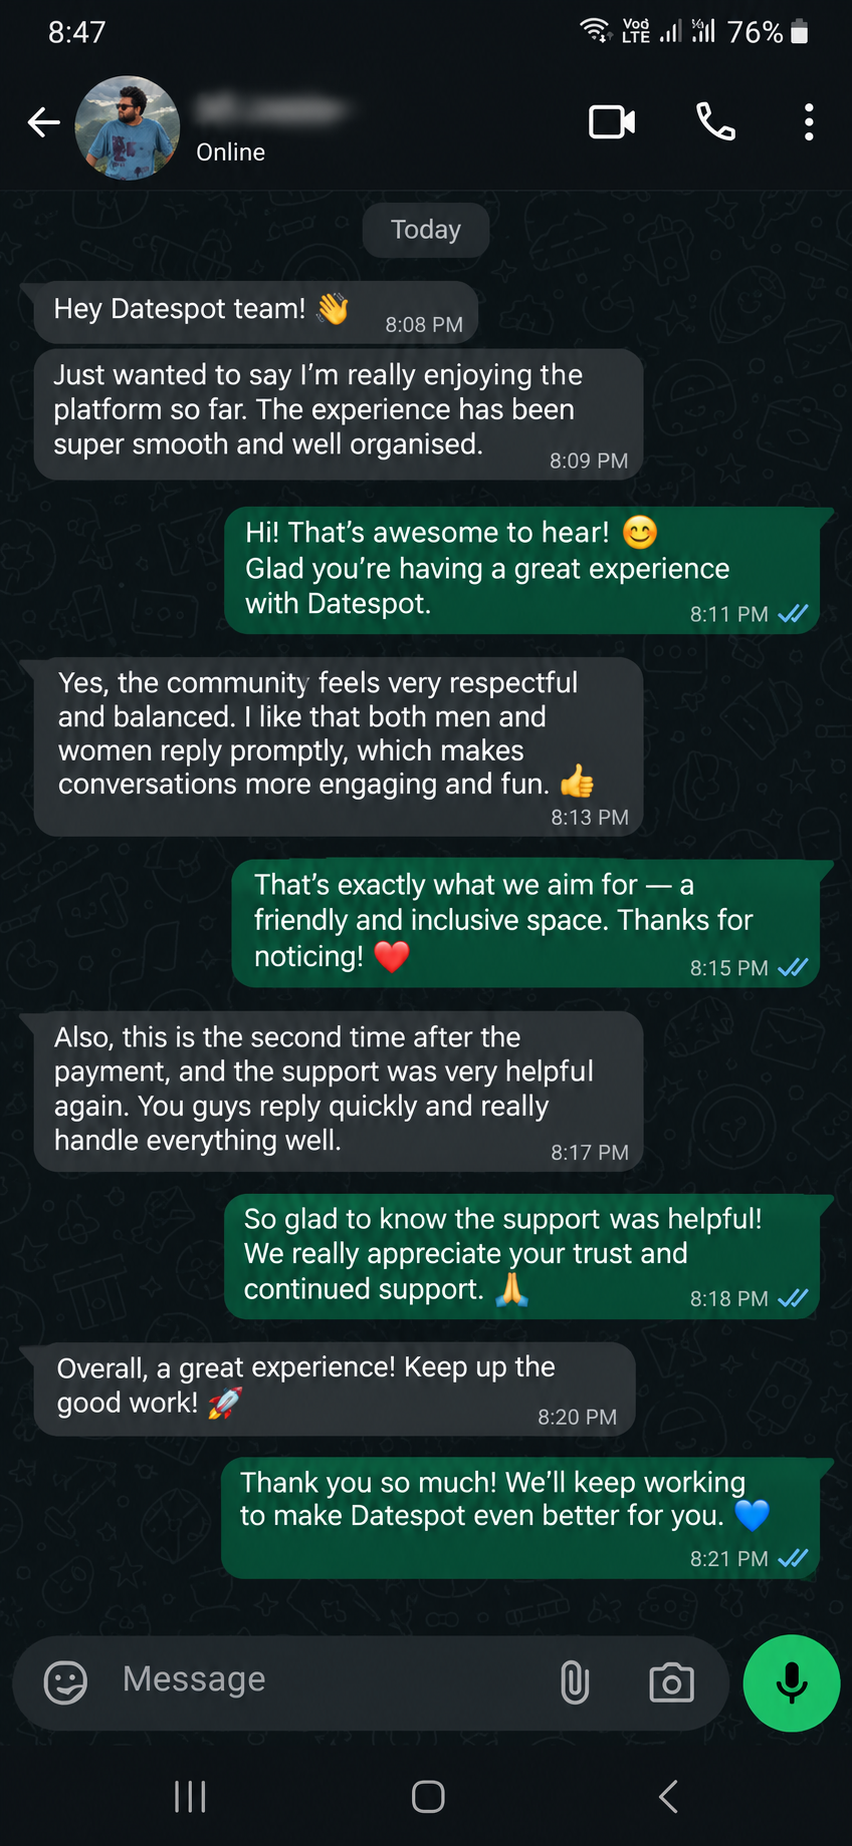 8:47
Vod LTE 76%
Online
Today
Hey Datespot team! 👋
8:08 PM
Just wanted to say I’m really enjoying the
platform so far. The experience has been
super smooth and well organised.
8:09 PM
Hi! That’s awesome to hear! 😊
Glad you’re having a great experience
with Datespot.
8:11 PM
Yes, the community feels very respectful
and balanced. I like that both men and
women reply promptly, which makes
conversations more engaging and fun. 👍
8:13 PM
That’s exactly what we aim for — a
friendly and inclusive space. Thanks for
noticing! ❤️
8:15 PM
Also, this is the second time after the
payment, and the support was very helpful
again. You guys reply quickly and really
handle everything well.
8:17 PM
So glad to know the support was helpful!
We really appreciate your trust and
continued support. 🙏
8:18 PM
Overall, a great experience! Keep up the
good work! 🚀
8:20 PM
Thank you so much! We’ll keep working
to make Datespot even better for you. 💙
8:21 PM
Message